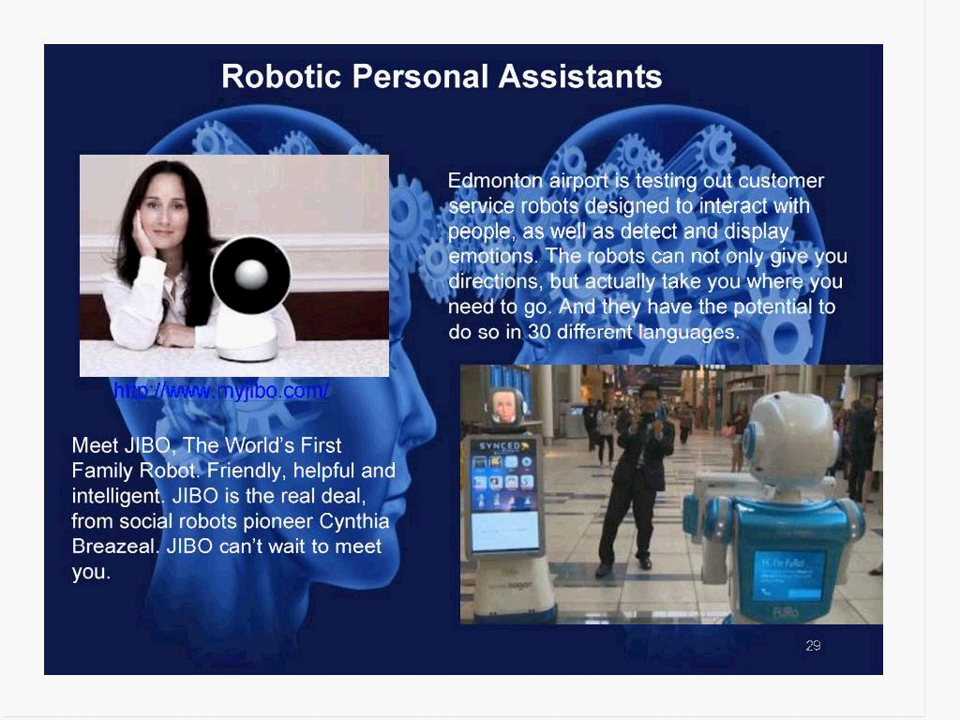 Robotic Personal Assistants
http://www.myjibo.com/
Meet JIBO, The World's First
Family Robot. Friendly, helpful and
intelligent. JIBO is the real deal,
from social robots pioneer Cynthia
Breazeal. JIBO can't wait to meet
you.
Edmonton airport is testing out customer
service robots designed to interact with
people, as well as detect and display
emotions. The robots can not only give you
directions, but actually take you where you
need to go. And they have the potential to
do so in 30 different languages.
SYNCED
Hi, I'm FuRo!
FURo
29